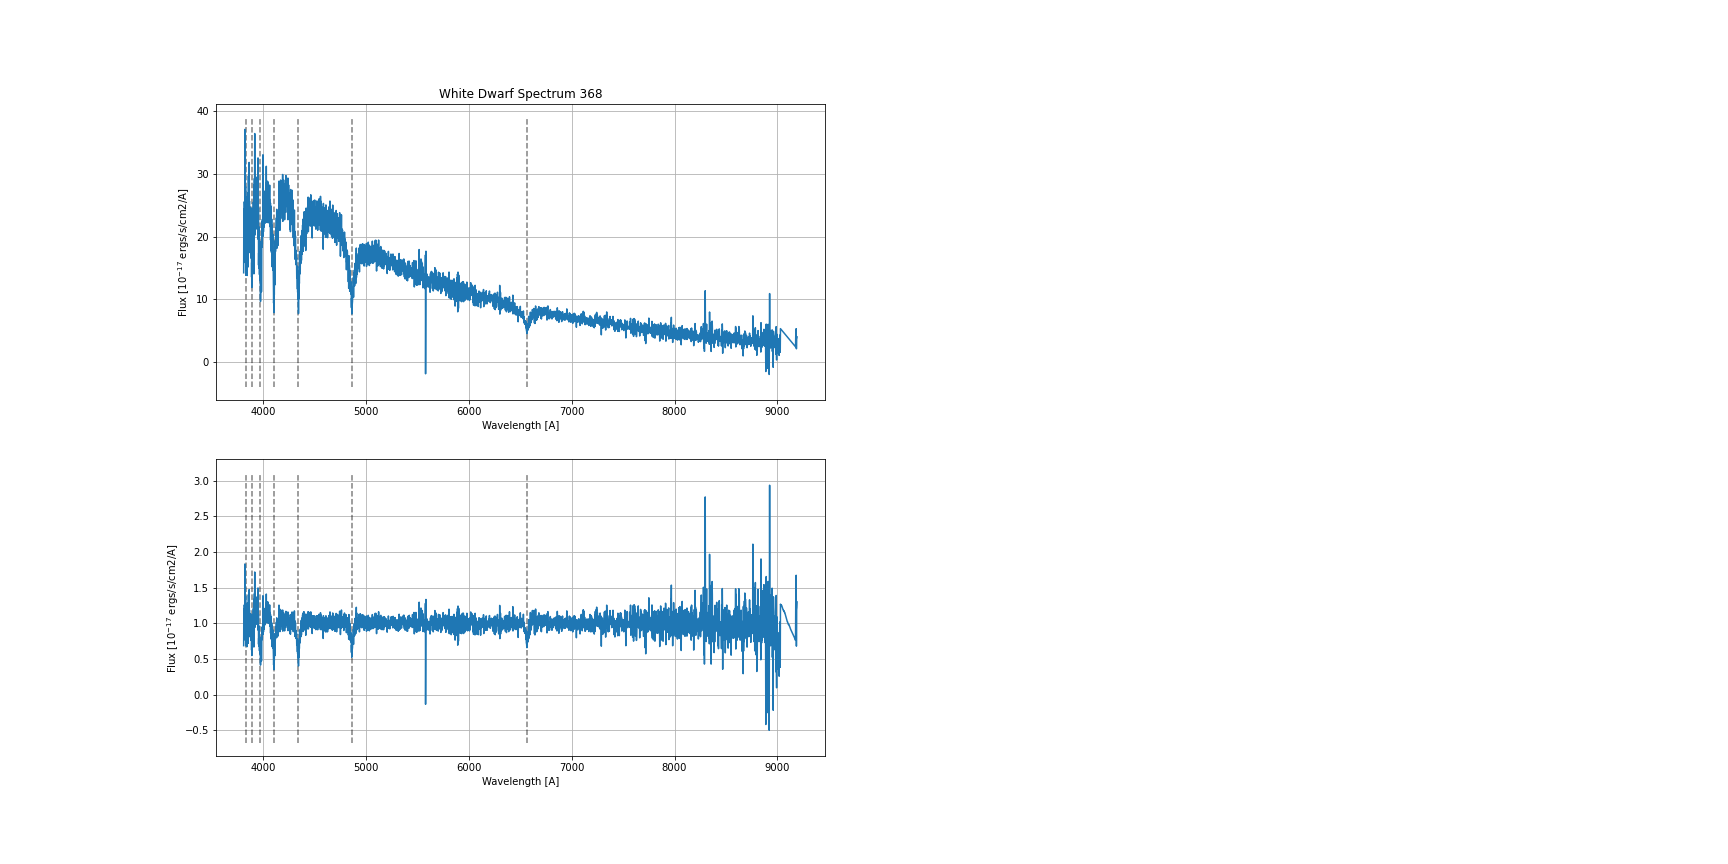 White Dwarf Spectrum 368
40
30
20
10
0
Flux [10⁻¹⁷ ergs/s/cm2/A]
4000 5000 6000 7000 8000 9000
Wavelength [A]
3.0
2.5
2.0
1.5
1.0
0.5
0.0
−0.5
Flux [10⁻¹⁷ ergs/s/cm2/A]
4000 5000 6000 7000 8000 9000
Wavelength [A]